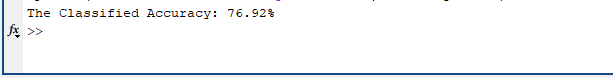 The Classified Accuracy: 76.92%
fx >>